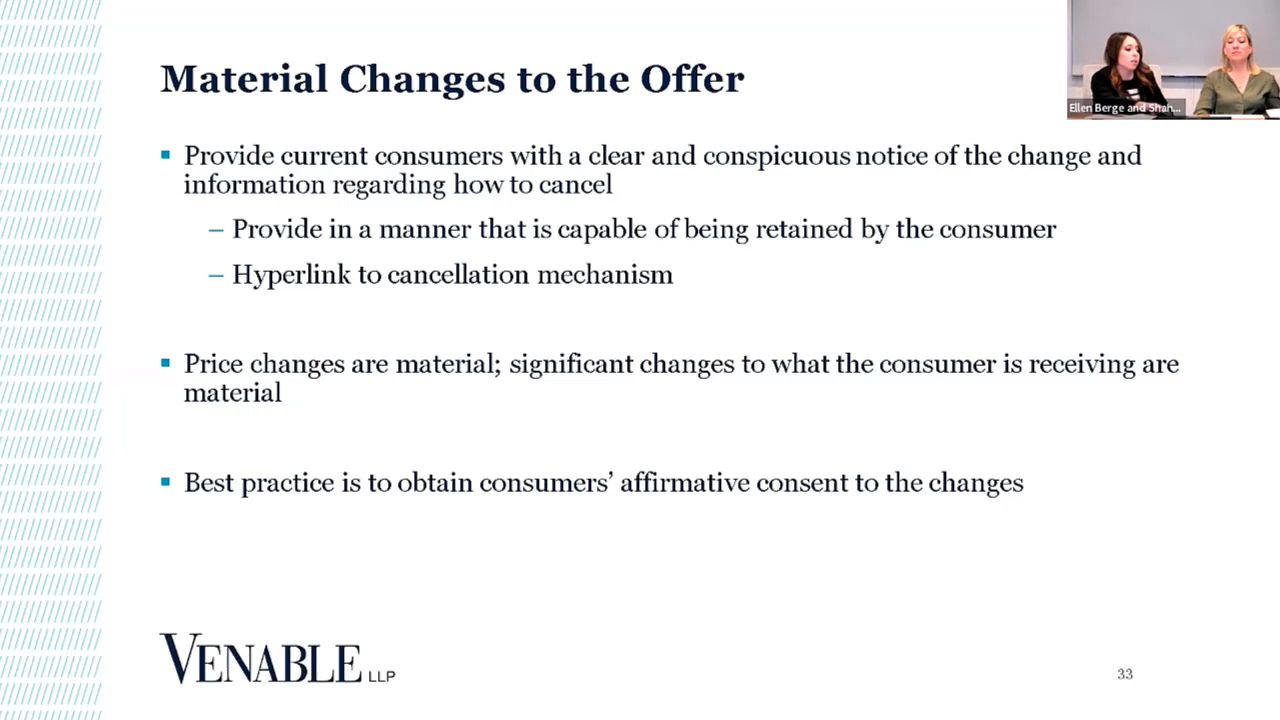 Material Changes to the Offer
Ellen Berge and Shah...
▪ Provide current consumers with a clear and conspicuous notice of the change and
information regarding how to cancel
– Provide in a manner that is capable of being retained by the consumer
– Hyperlink to cancellation mechanism
▪ Price changes are material; significant changes to what the consumer is receiving are
material
▪ Best practice is to obtain consumers’ affirmative consent to the changes
VENABLE LLP
33